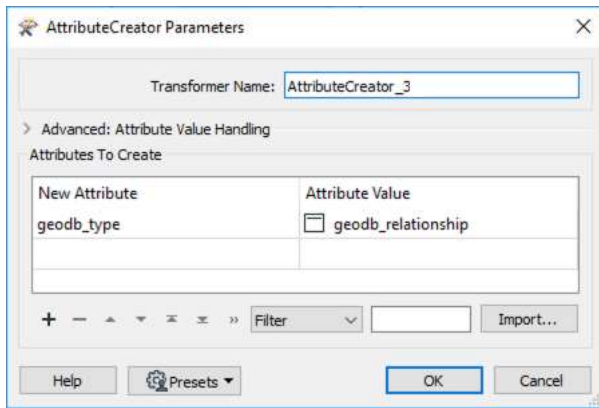 AttributeCreator Parameters
Transformer Name: AttributeCreator_3
Advanced: Attribute Value Handling
Attributes To Create
New Attribute Attribute Value
geodb_type geodb_relationship
Filter Import...
Help Presets OK Cancel